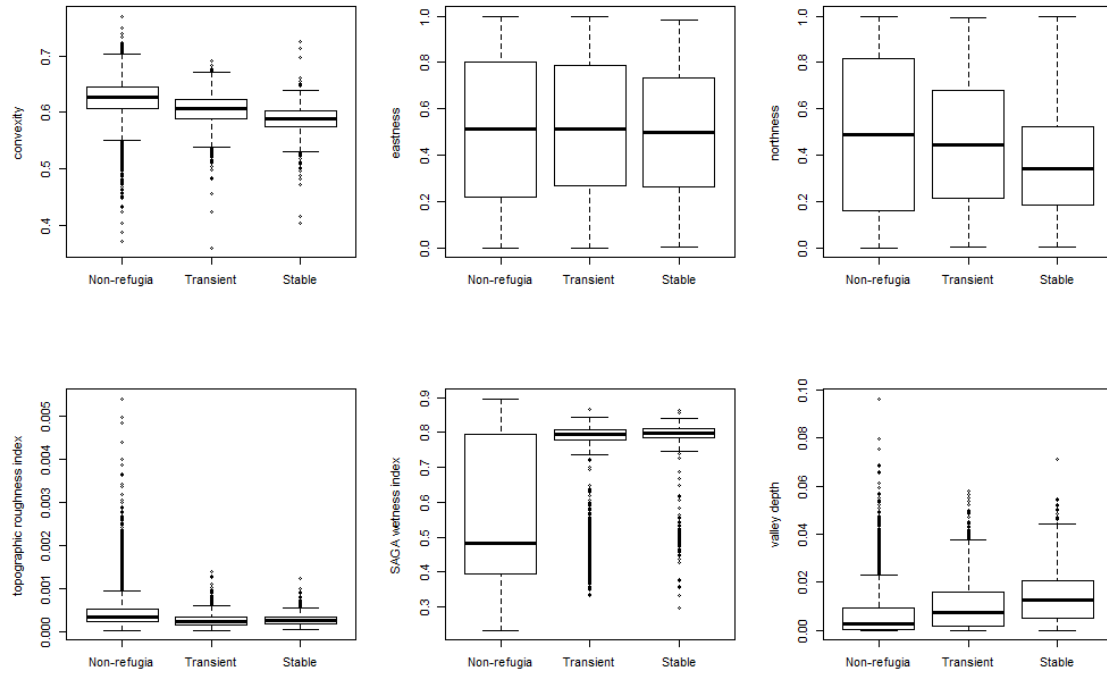 convexity
0.7
0.6
0.5
0.4
Non-refugia Transient Stable
eastness
1.0
0.8
0.6
0.4
0.2
0.0
Non-refugia Transient Stable
northness
1.0
0.8
0.6
0.4
0.2
0.0
Non-refugia Transient Stable
topographic roughness index
0.005
0.004
0.003
0.002
0.001
0.000
Non-refugia Transient Stable
SAGA wetness index
0.9
0.8
0.7
0.6
0.5
0.4
0.3
Non-refugia Transient Stable
valley depth
0.10
0.08
0.06
0.04
0.02
0.00
Non-refugia Transient Stable